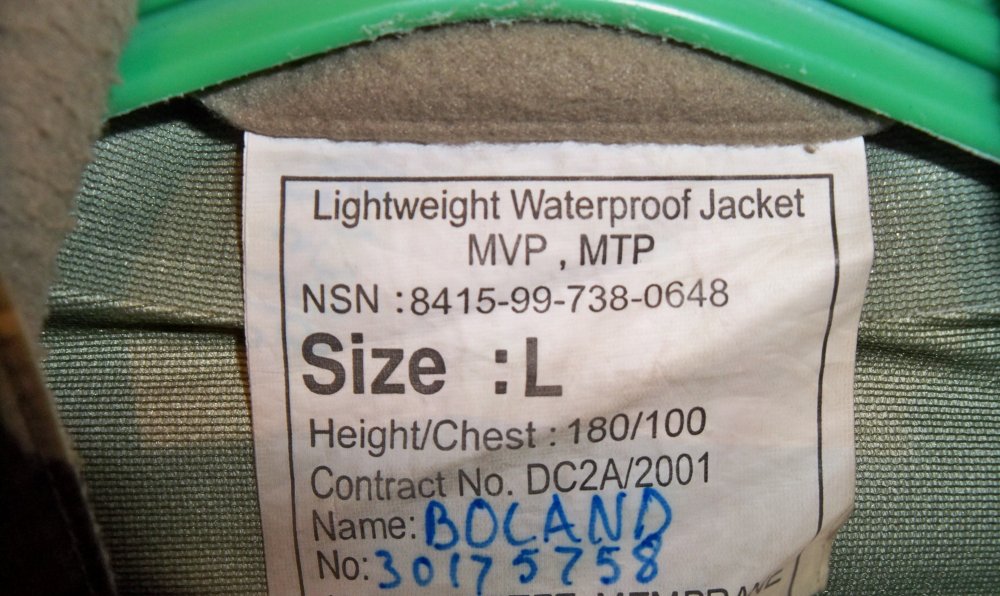 Lightweight Waterproof Jacket
MVP , MTP
NSN : 8415-99-738-0648
Size : L
Height/Chest : 180/100
Contract No. DC2A/2001
Name: BOLAND
No: 30175758
MEMBRANE